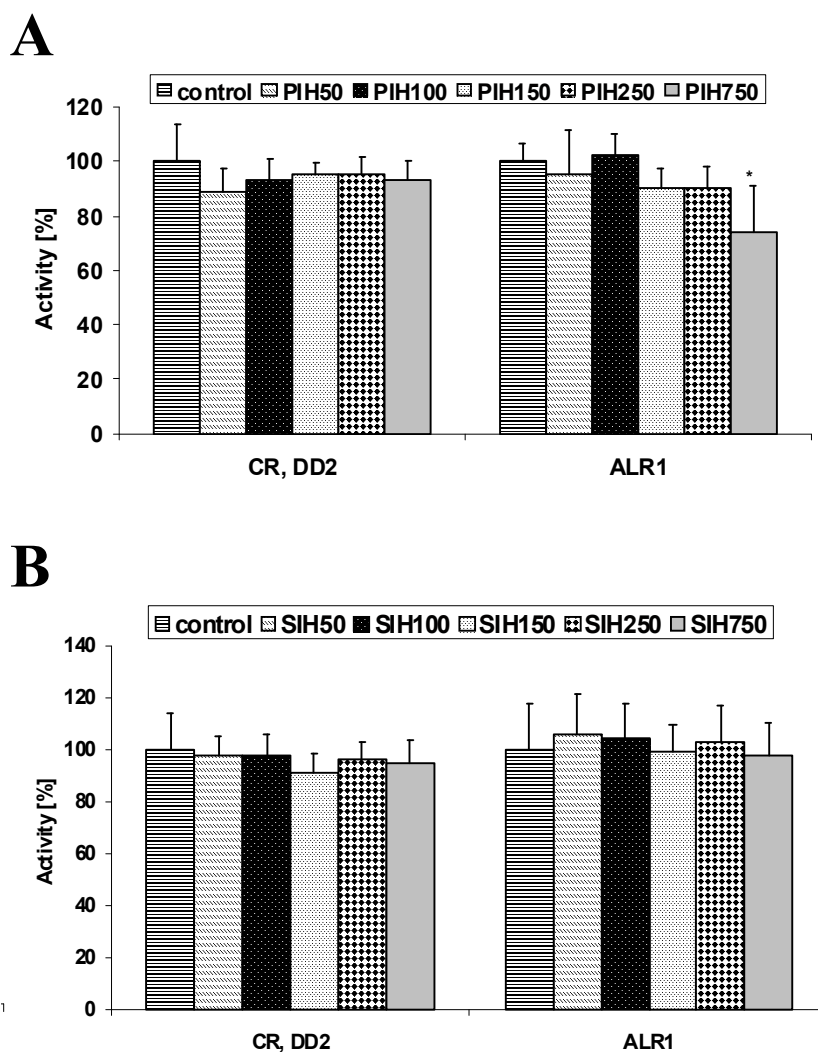 A
control PIH50 PIH100 PIH150 PIH250 PIH750
120
100
80
60
40
20
0
Activity [%]
*
CR, DD2 ALR1
B
control SIH50 SIH100 SIH150 SIH250 SIH750
140
120
100
80
60
40
20
0
Activity [%]
CR, DD2 ALR1